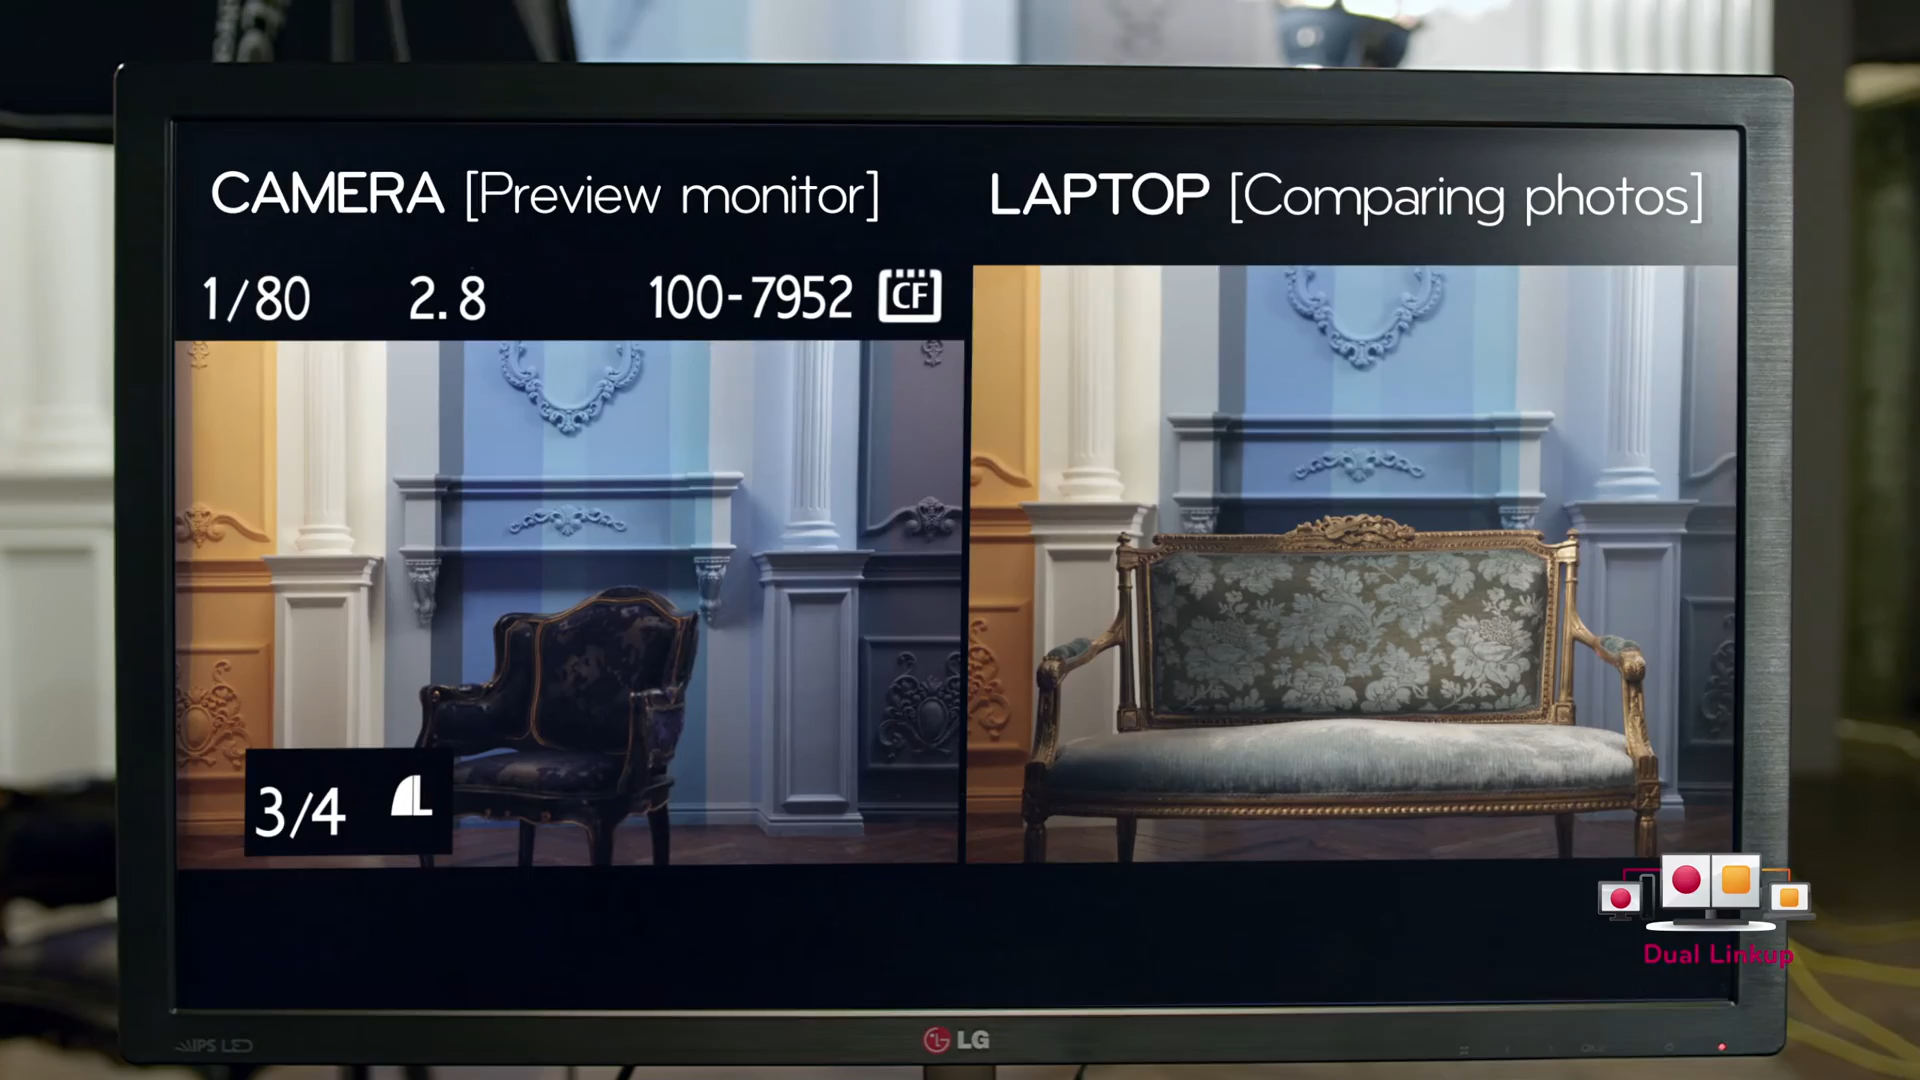 CAMERA [Preview monitor]
LAPTOP [Comparing photos]
1/80 2.8 100-7952 CF
3/4 L
Dual Linkup
IPS LED
LG